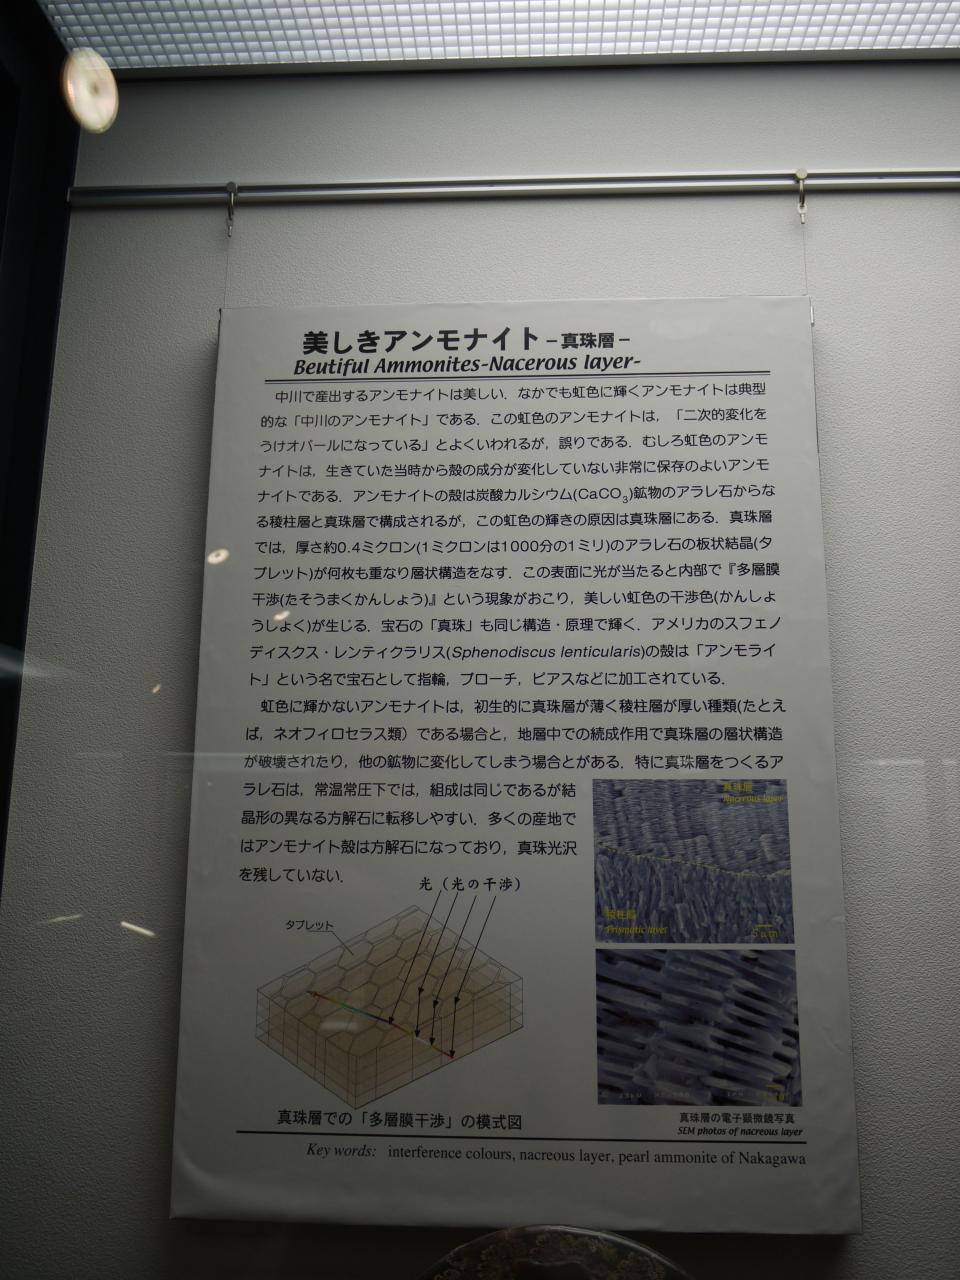 美しきアンモナイト－真珠層－
Beutiful Ammonites-Nacerous layer-
中川で産出するアンモナイトは美しい．なかでも虹色に輝くアンモナイトは典型
的な「中川のアンモナイト」である．この虹色のアンモナイトは，「二次的変化を
うけオパールになっている」とよくいわれるが，誤りである．むしろ虹色のアンモ
ナイトは，生きていた当時から殻の成分が変化していない非常に保存のよいアンモ
ナイトである．アンモナイトの殻は炭酸カルシウム(CaCO₃)鉱物のアラレ石からな
る稜柱層と真珠層で構成されるが，この虹色の輝きの原因は真珠層にある．真珠層
では，厚さ約0.4ミクロン(1ミクロンは1000分の1ミリ)のアラレ石の板状結晶(タ
ブレット)が何枚も重なり層状構造をなす．この表面に光が当たると内部で『多層膜
干渉(たそうまくかんしょう)』という現象がおこり，美しい虹色の干渉色(かんしょ
うしょく)が生じる．宝石の「真珠」も同じ構造・原理で輝く．アメリカのスフェノ
ディスクス・レンティクラリス(Sphenodiscus lenticularis)の殻は「アンモライ
ト」という名で宝石として指輪，ブローチ，ピアスなどに加工されている．
虹色に輝かないアンモナイトは，初生的に真珠層が薄く稜柱層が厚い種類(たとえ
ば，ネオフィロセラス類）である場合と，地層中での続成作用で真珠層の層状構造
が破壊されたり，他の鉱物に変化してしまう場合とがある．特に真珠層をつくるア
ラレ石は，常温常圧下では，組成は同じであるが結
晶形の異なる方解石に転移しやすい．多くの産地で
はアンモナイト殻は方解石になっており，真珠光沢
を残していない．
真珠層
Nacreous layer
稜柱層
Prismatic layer
5μm
光（光の干渉）
タブレット
真珠層での「多層膜干渉」の模式図
真珠層の電子顕微鏡写真
SEM photos of nacreous layer
Key words: interference colours, nacreous layer, pearl ammonite of Nakagawa